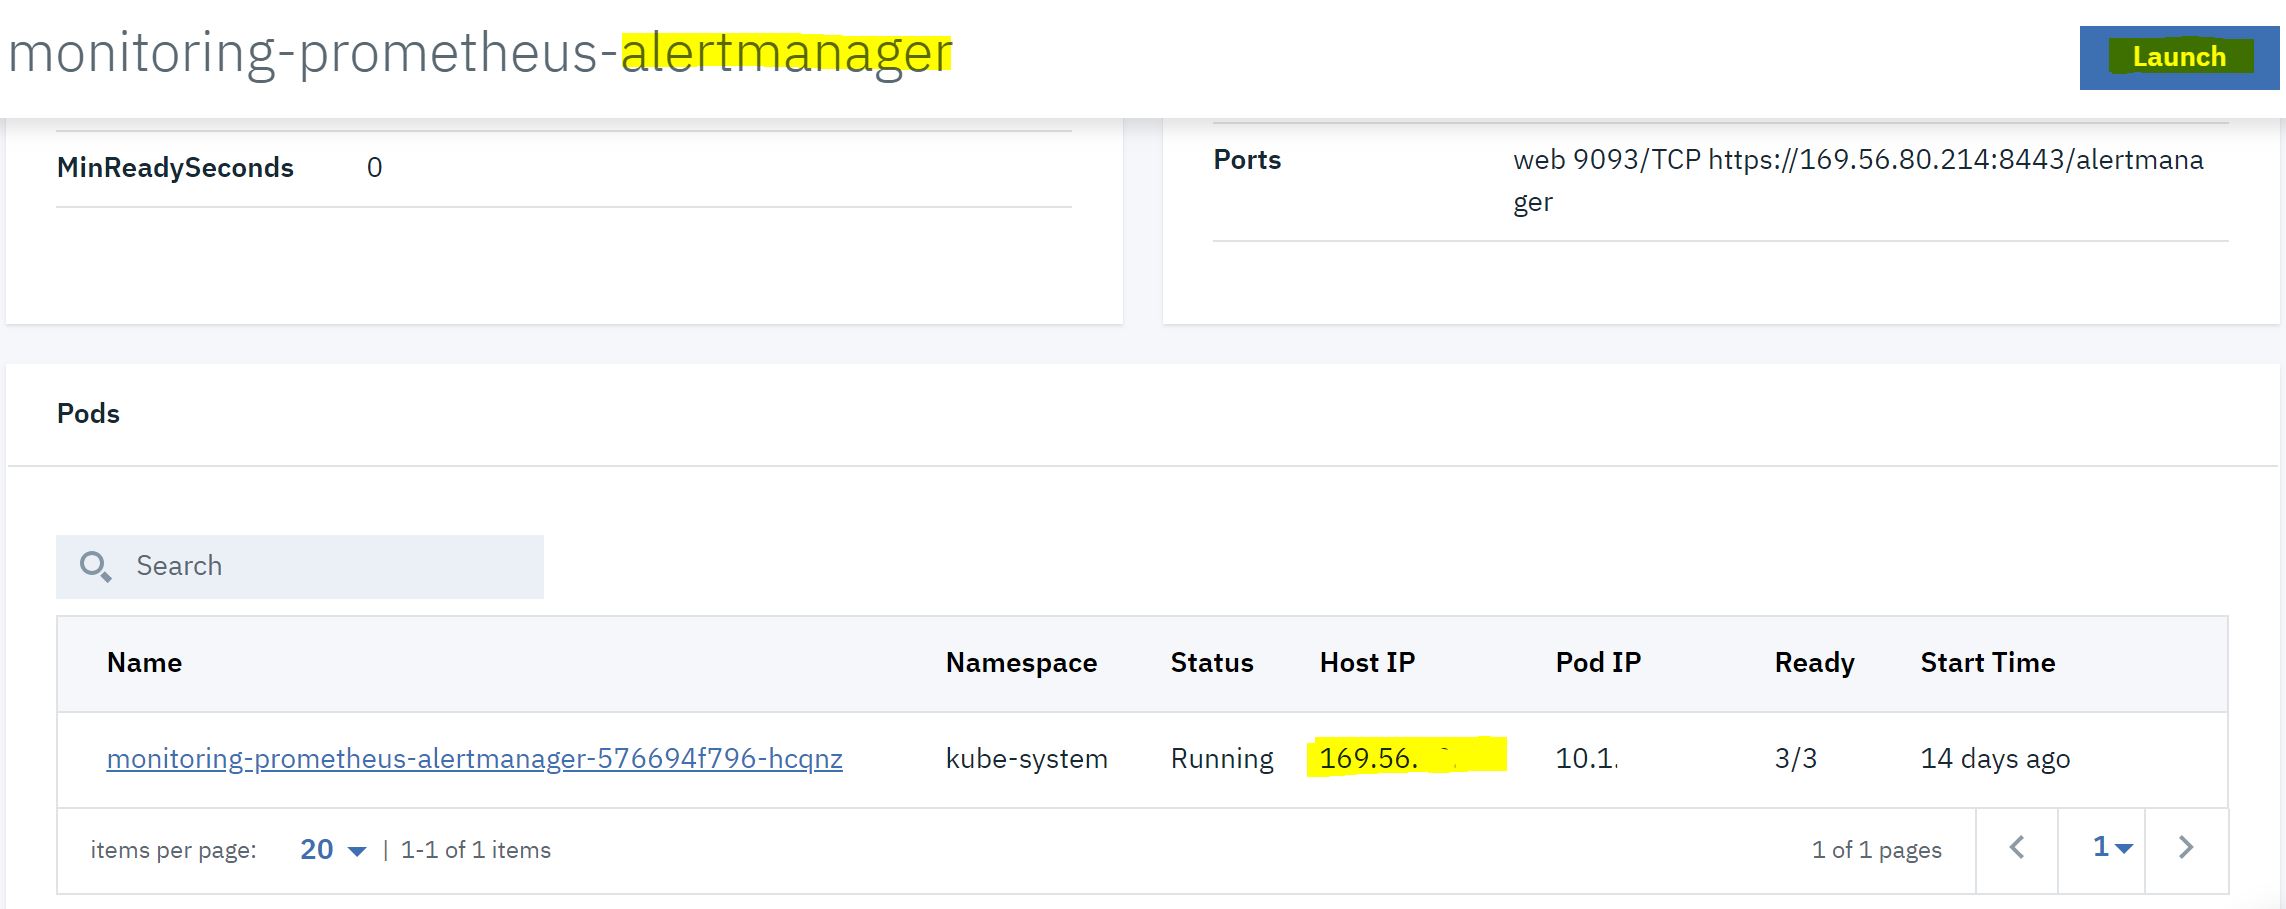 monitoring-prometheus-alertmanager
Launch
MinReadySeconds 0
Ports web 9093/TCP https://169.56.80.214:8443/alertmana
ger
Pods
Search
Name Namespace Status Host IP Pod IP Ready Start Time
monitoring-prometheus-alertmanager-576694f796-hcqnz kube-system Running 169.56. 10.1. 3/3 14 days ago
items per page: 20 | 1-1 of 1 items 1 of 1 pages 1